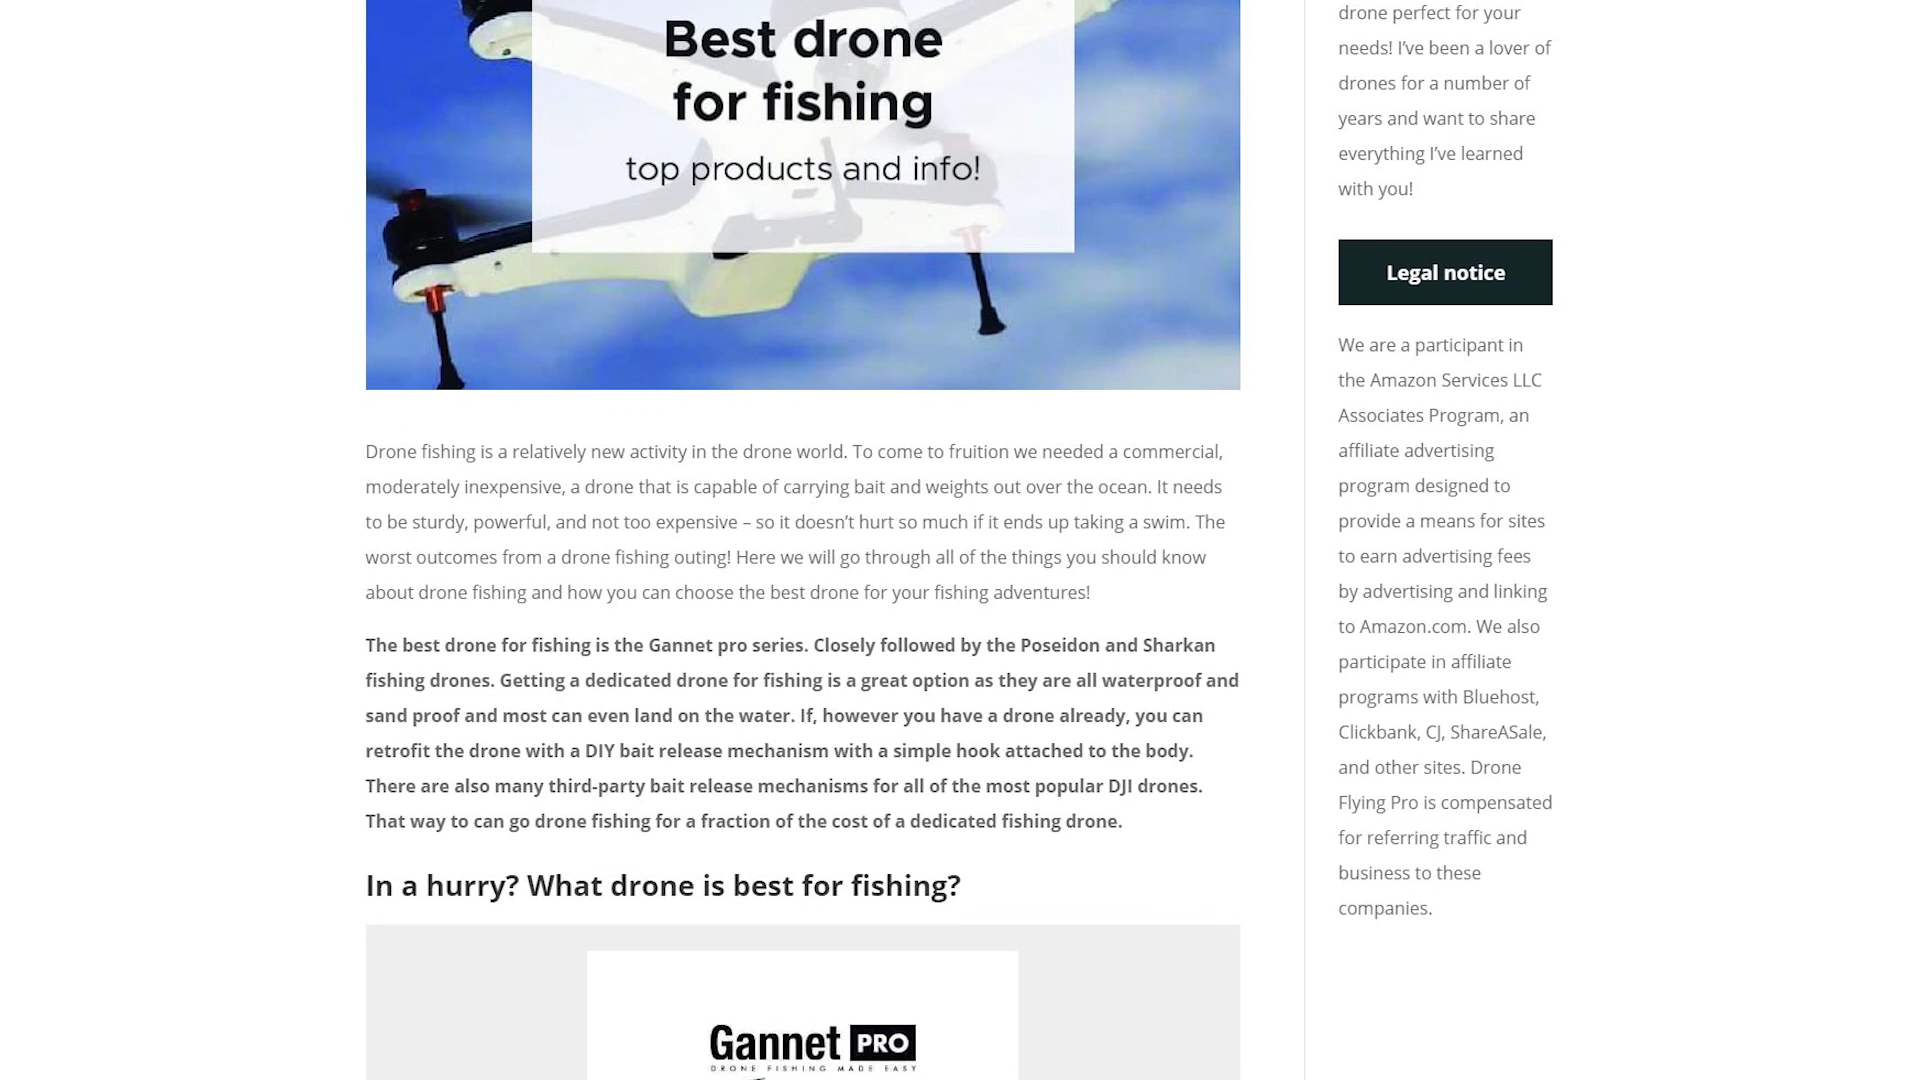 Best drone
for fishing
top products and info!
Drone fishing is a relatively new activity in the drone world. To come to fruition we needed a commercial,
moderately inexpensive, a drone that is capable of carrying bait and weights out over the ocean. It needs
to be sturdy, powerful, and not too expensive – so it doesn’t hurt so much if it ends up taking a swim. The
worst outcomes from a drone fishing outing! Here we will go through all of the things you should know
about drone fishing and how you can choose the best drone for your fishing adventures!
The best drone for fishing is the Gannet pro series. Closely followed by the Poseidon and Sharkan
fishing drones. Getting a dedicated drone for fishing is a great option as they are all waterproof and
sand proof and most can even land on the water. If, however you have a drone already, you can
retrofit the drone with a DIY bait release mechanism with a simple hook attached to the body.
There are also many third-party bait release mechanisms for all of the most popular DJI drones.
That way to can go drone fishing for a fraction of the cost of a dedicated fishing drone.
In a hurry? What drone is best for fishing?
Gannet PRO
DRONE FISHING MADE EASY
drone perfect for your
needs! I’ve been a lover of
drones for a number of
years and want to share
everything I’ve learned
with you!
Legal notice
We are a participant in
the Amazon Services LLC
Associates Program, an
affiliate advertising
program designed to
provide a means for sites
to earn advertising fees
by advertising and linking
to Amazon.com. We also
participate in affiliate
programs with Bluehost,
Clickbank, CJ, ShareASale,
and other sites. Drone
Flying Pro is compensated
for referring traffic and
business to these
companies.